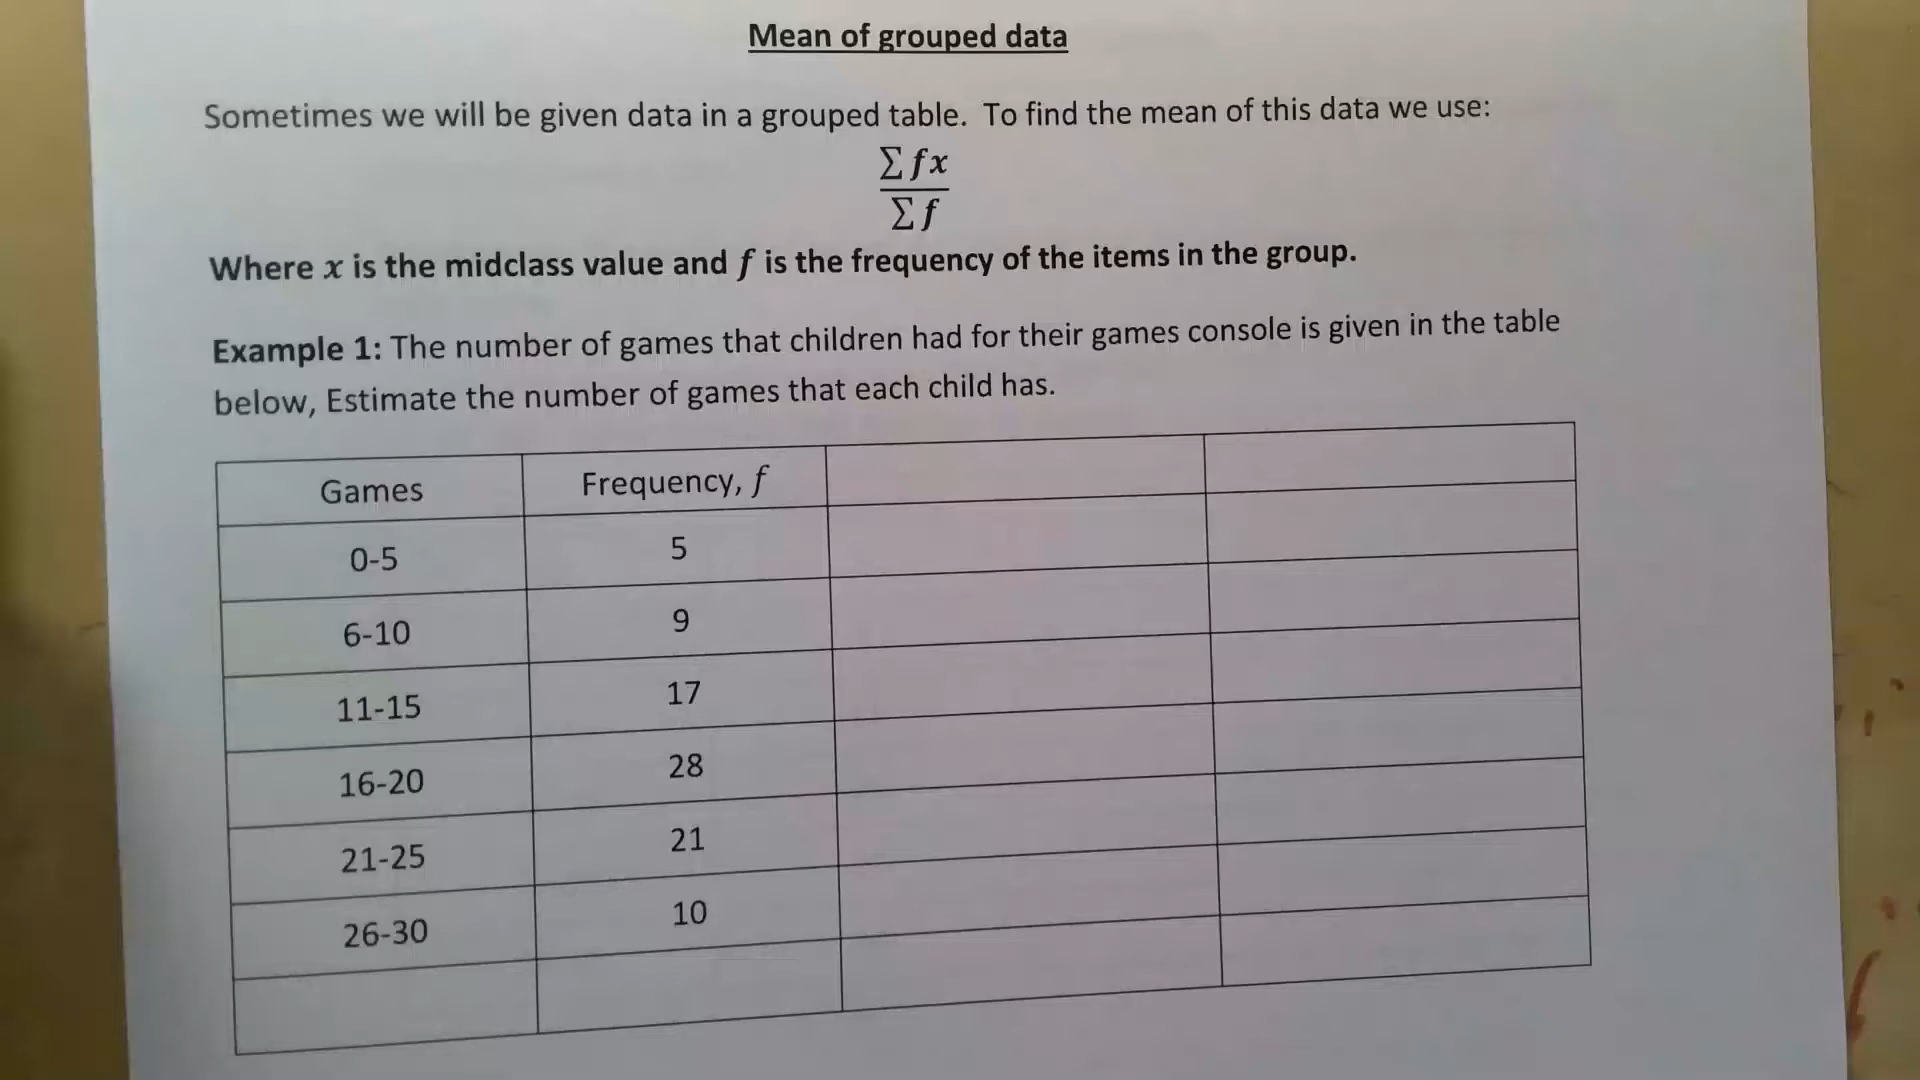 Mean of grouped data
Sometimes we will be given data in a grouped table. To find the mean of this data we use:
∑ fx
∑ f
Where x is the midclass value and f is the frequency of the items in the group.
Example 1: The number of games that children had for their games console is given in the table
below, Estimate the number of games that each child has.
Games Frequency, f
0-5 5
6-10 9
11-15 17
16-20 28
21-25 21
26-30 10